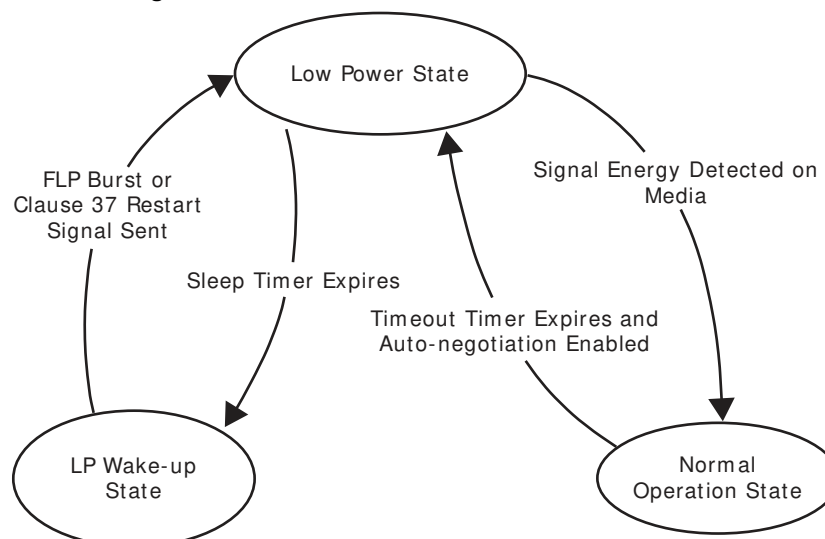 Low Power State
FLP Burst or
Clause 37 Restart
Signal Sent
Signal Energy Detected on
Media
Sleep Timer Expires
Timeout Timer Expires and
Auto-negotiation Enabled
LP Wake-up
State
Normal
Operation State